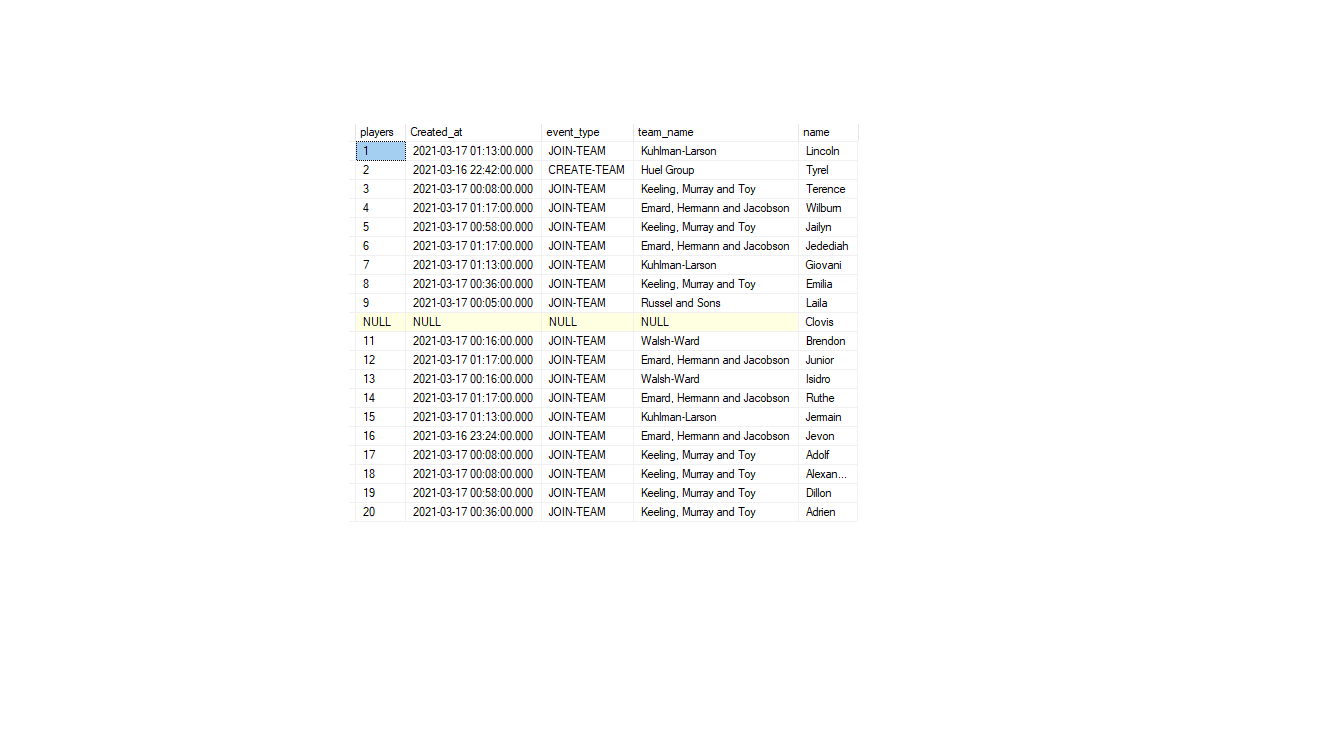 players Created_at event_type team_name name
1 2021-03-17 01:13:00.000 JOIN-TEAM Kuhlman-Larson Lincoln
2 2021-03-16 22:42:00.000 CREATE-TEAM Huel Group Tyrel
3 2021-03-17 00:08:00.000 JOIN-TEAM Keeling, Murray and Toy Terence
4 2021-03-17 01:17:00.000 JOIN-TEAM Emard, Hermann and Jacobson Wilburn
5 2021-03-17 00:58:00.000 JOIN-TEAM Keeling, Murray and Toy Jailyn
6 2021-03-17 01:17:00.000 JOIN-TEAM Emard, Hermann and Jacobson Jedediah
7 2021-03-17 01:13:00.000 JOIN-TEAM Kuhlman-Larson Giovani
8 2021-03-17 00:36:00.000 JOIN-TEAM Keeling, Murray and Toy Emilia
9 2021-03-17 00:05:00.000 JOIN-TEAM Russel and Sons Laila
NULL NULL NULL NULL Clovis
11 2021-03-17 00:16:00.000 JOIN-TEAM Walsh-Ward Brendon
12 2021-03-17 01:17:00.000 JOIN-TEAM Emard, Hermann and Jacobson Junior
13 2021-03-17 00:16:00.000 JOIN-TEAM Walsh-Ward Isidro
14 2021-03-17 01:17:00.000 JOIN-TEAM Emard, Hermann and Jacobson Ruthe
15 2021-03-17 01:13:00.000 JOIN-TEAM Kuhlman-Larson Jermain
16 2021-03-16 23:24:00.000 JOIN-TEAM Emard, Hermann and Jacobson Jevon
17 2021-03-17 00:08:00.000 JOIN-TEAM Keeling, Murray and Toy Adolf
18 2021-03-17 00:08:00.000 JOIN-TEAM Keeling, Murray and Toy Alexan...
19 2021-03-17 00:58:00.000 JOIN-TEAM Keeling, Murray and Toy Dillon
20 2021-03-17 00:36:00.000 JOIN-TEAM Keeling, Murray and Toy Adrien